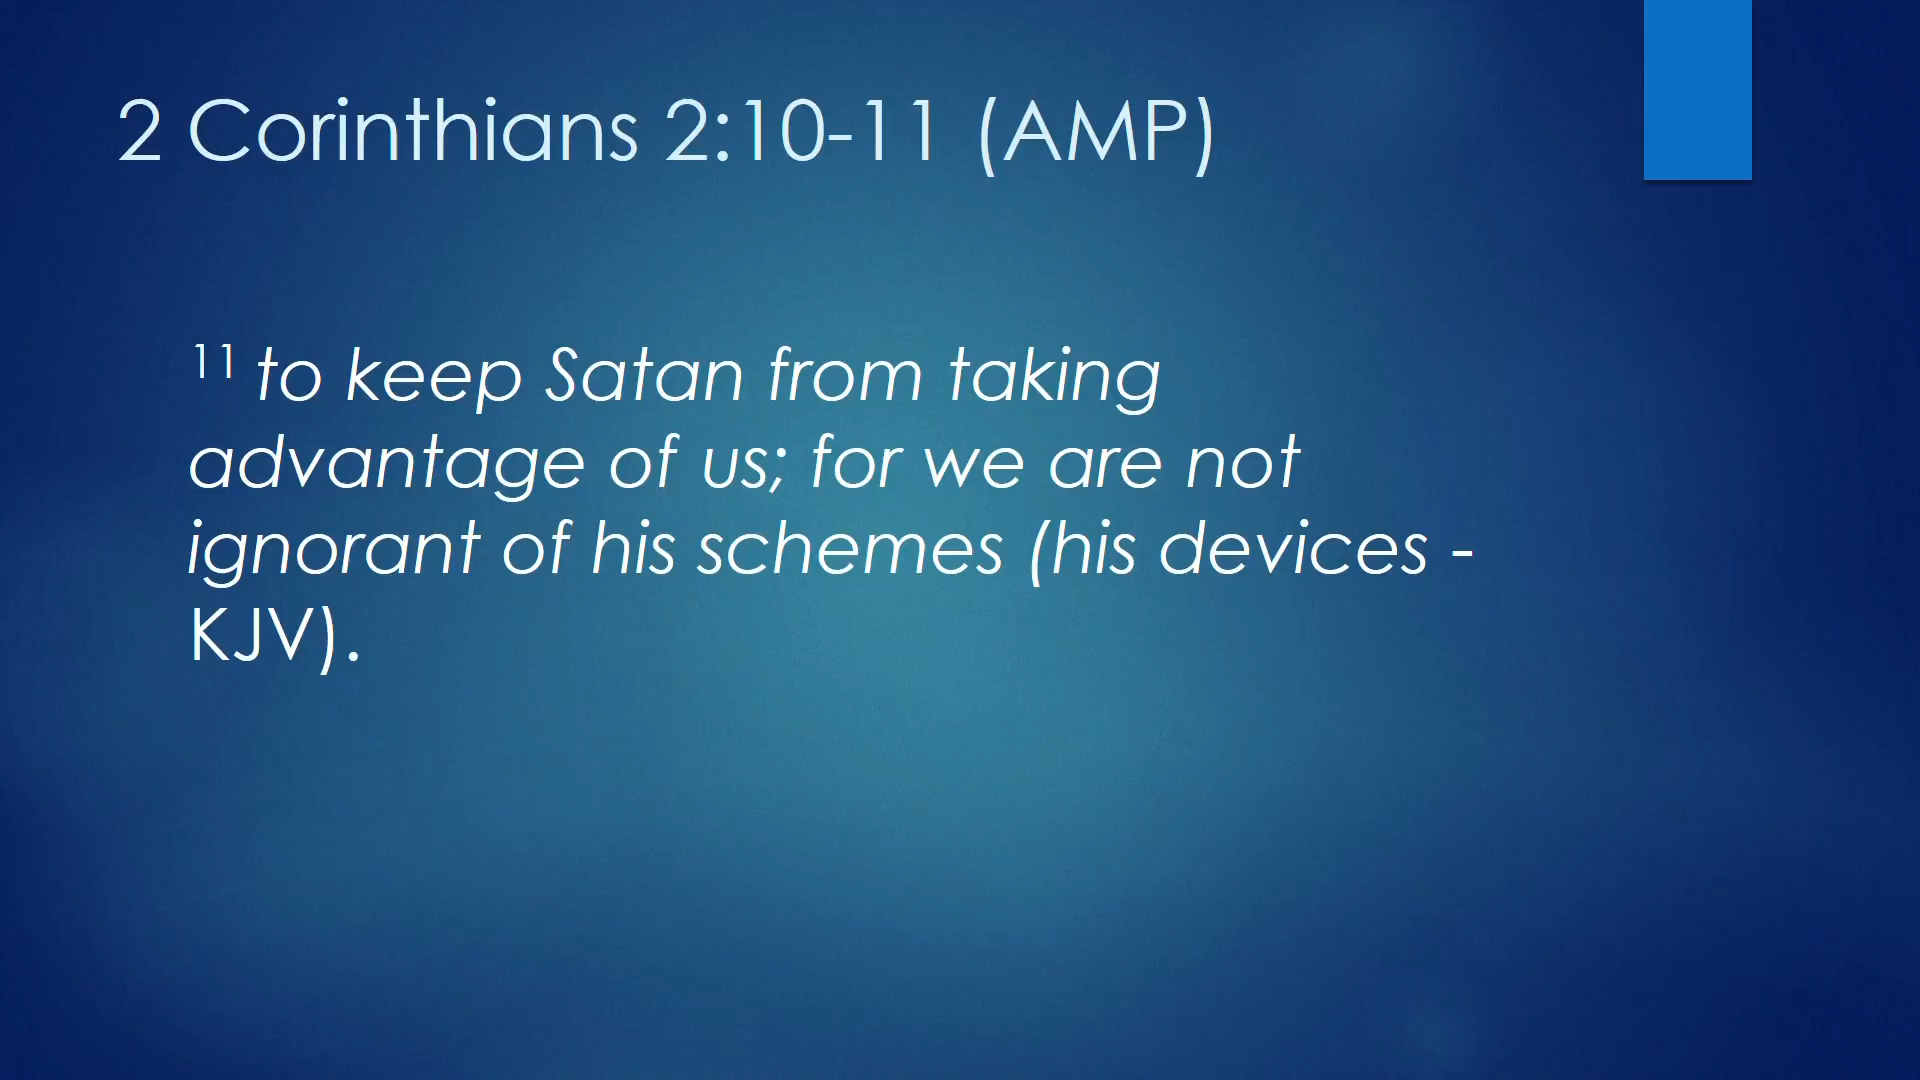 2 Corinthians 2:10-11 (AMP)
11 to keep Satan from taking
advantage of us; for we are not
ignorant of his schemes (his devices -
KJV).